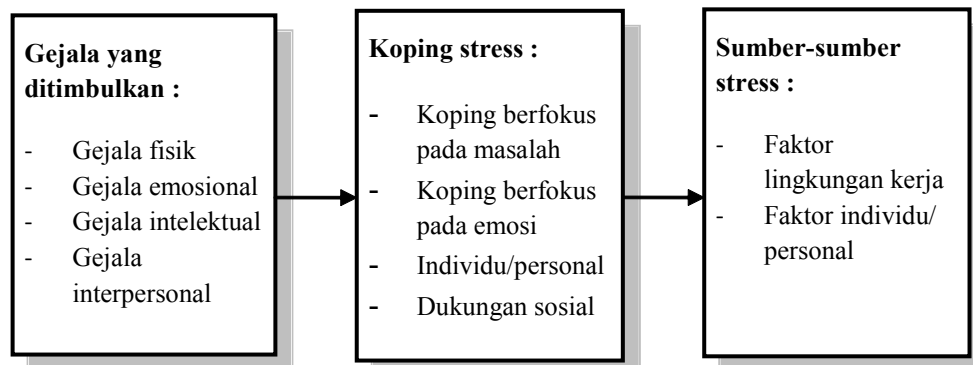 Gejala yang
ditimbulkan :
- Gejala fisik
- Gejala emosional
- Gejala intelektual
- Gejala
interpersonal
Koping stress :
- Koping berfokus
pada masalah
- Koping berfokus
pada emosi
- Individu/personal
- Dukungan sosial
Sumber-sumber
stress :
- Faktor
lingkungan kerja
- Faktor individu/
personal